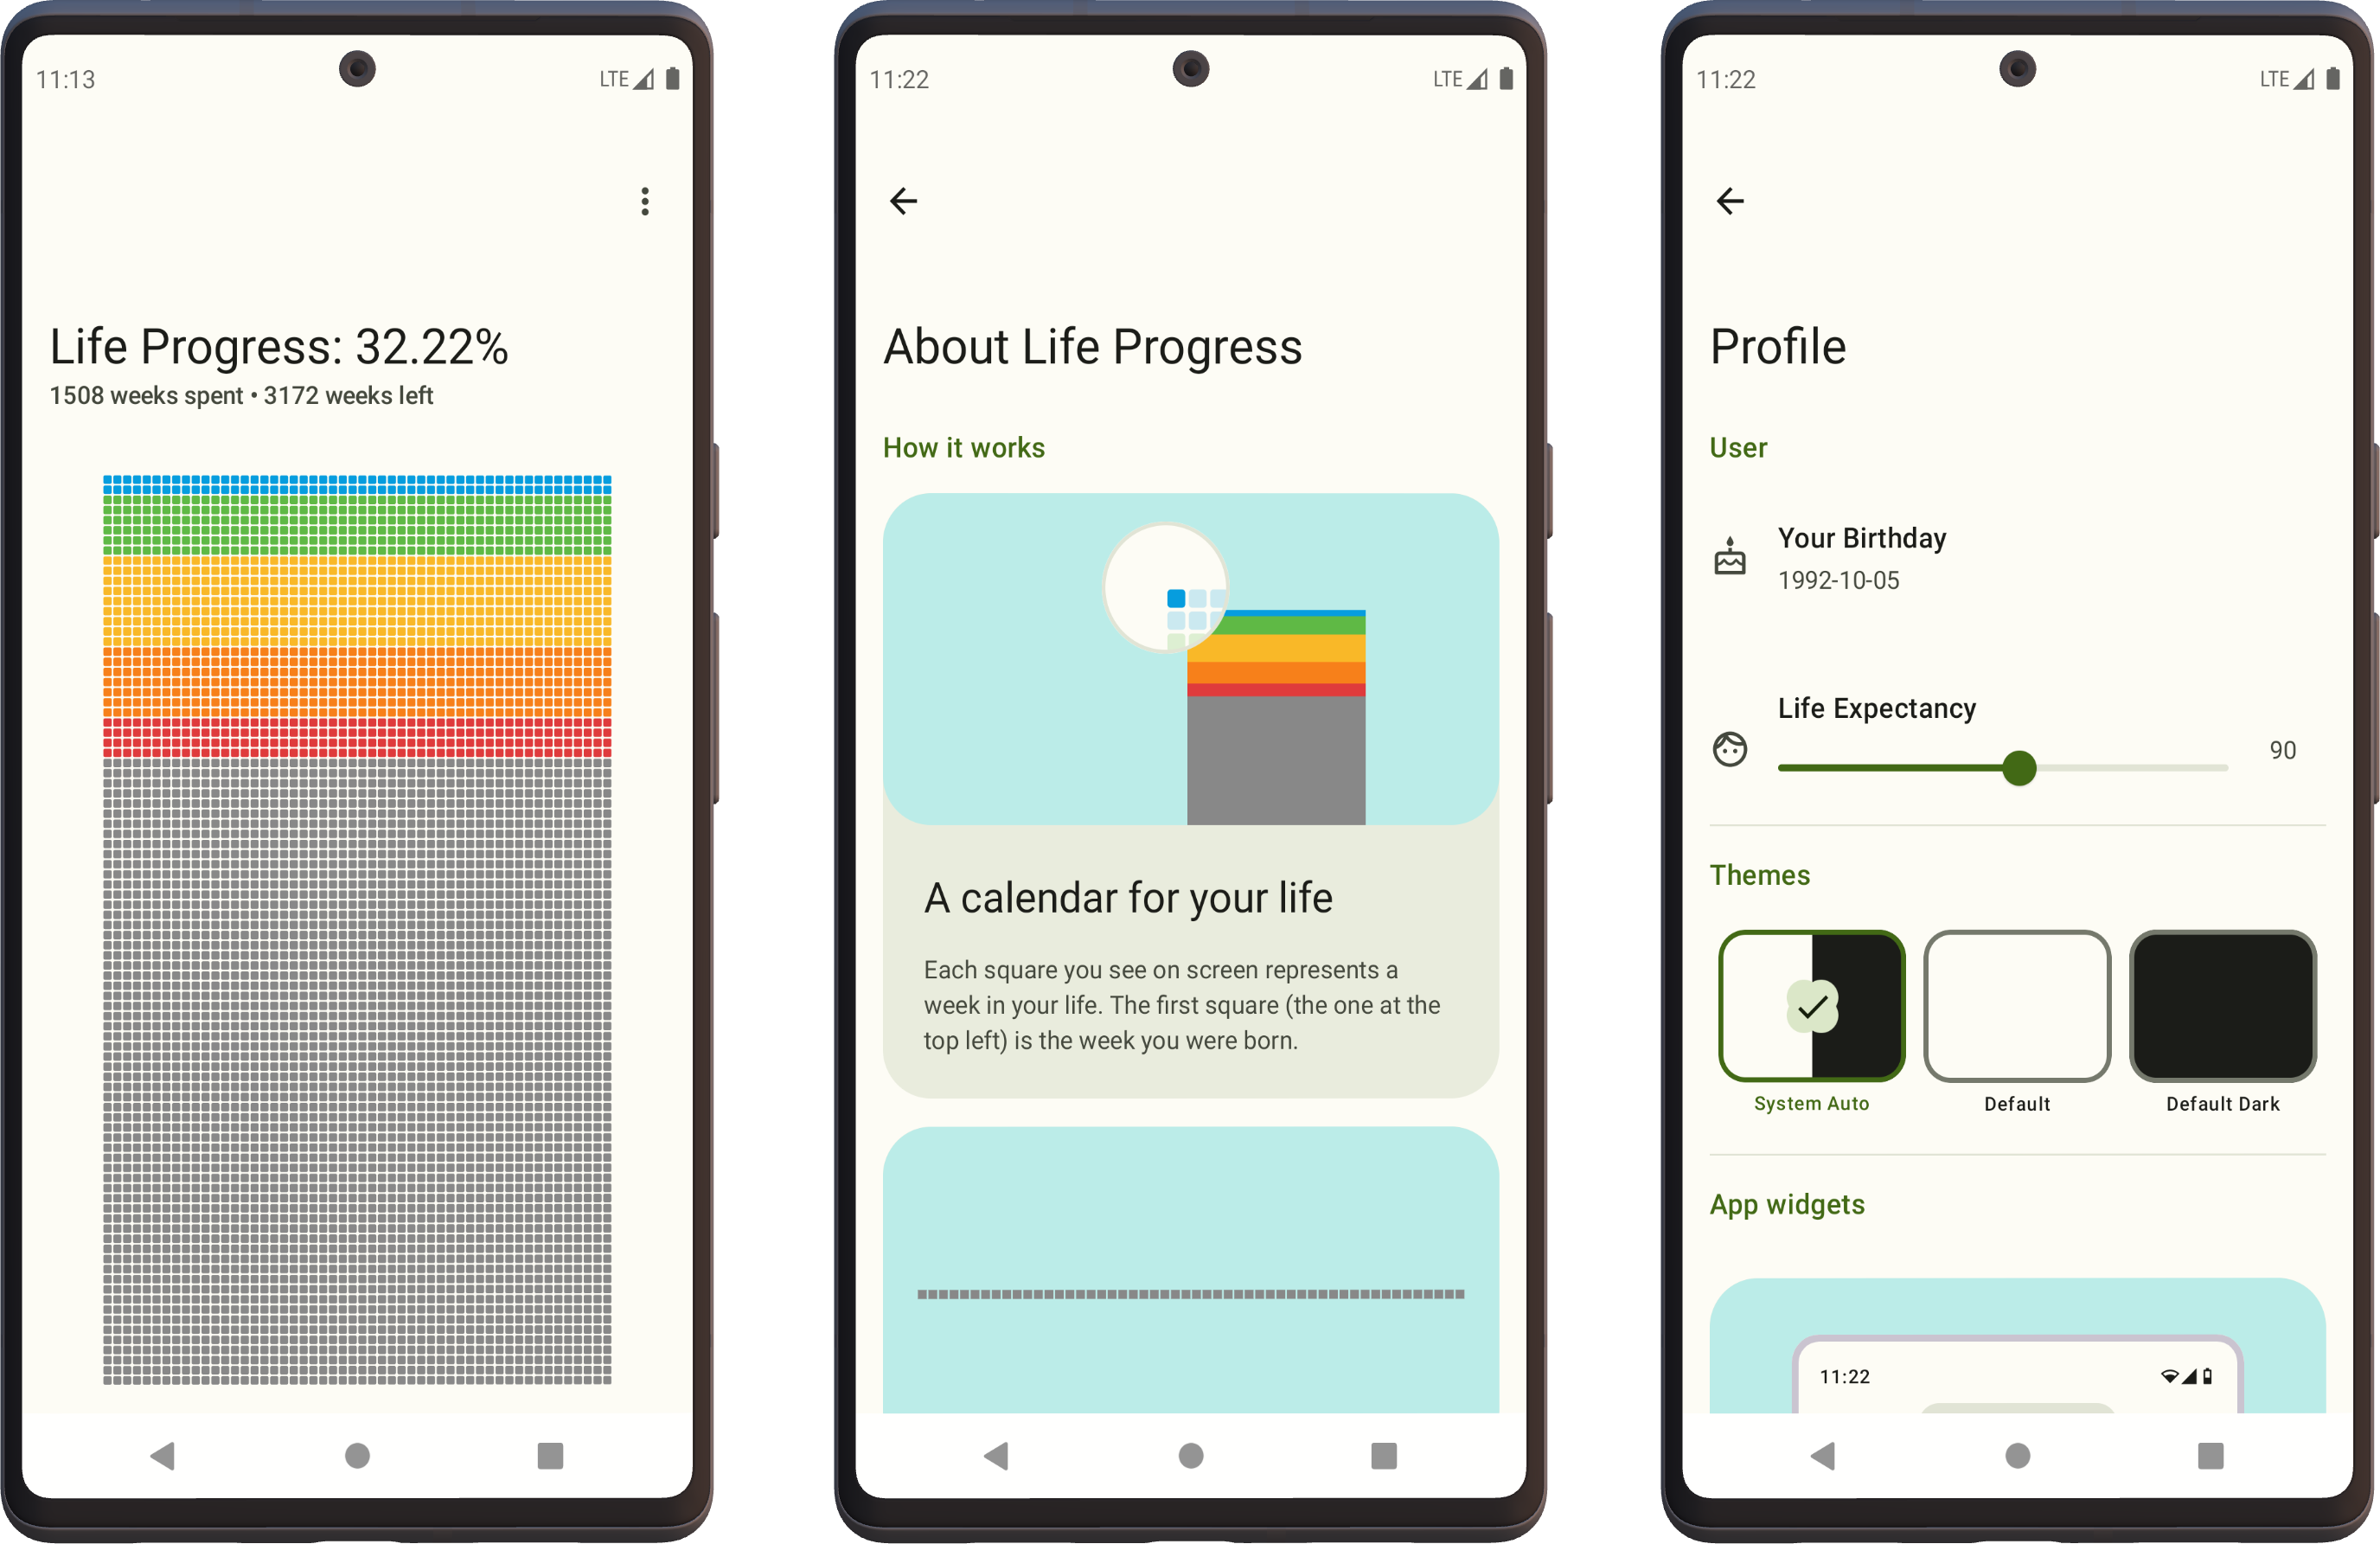 11:13
LTE
Life Progress: 32.22%
1508 weeks spent • 3172 weeks left
11:22
LTE
About Life Progress
How it works
A calendar for your life
Each square you see on screen represents a
week in your life. The first square (the one at the
top left) is the week you were born.
11:22
LTE
Profile
User
Your Birthday
1992-10-05
Life Expectancy
90
Themes
System Auto
Default
Default Dark
App widgets
11:22